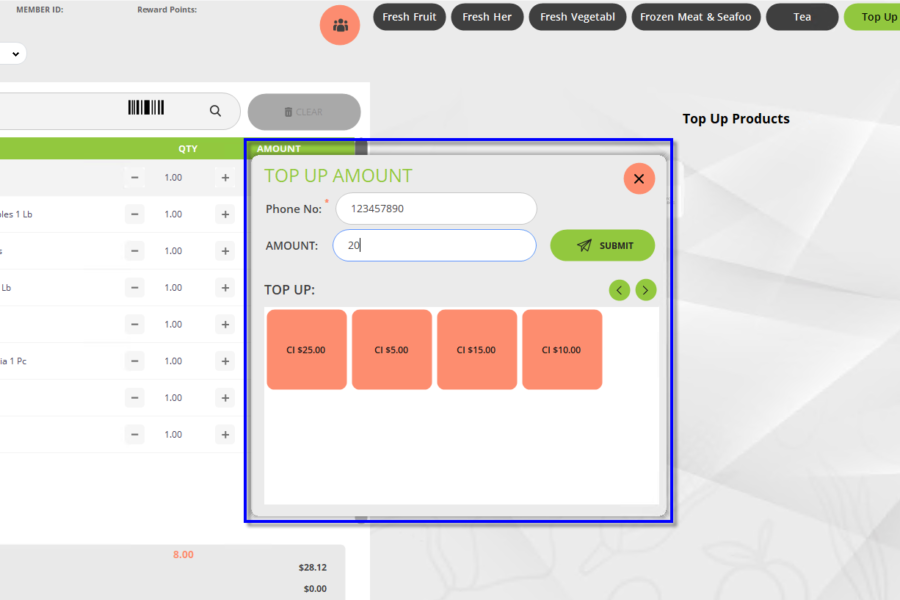 MEMBER ID: Reward Points:
Fresh Fruit Fresh Her Fresh Vegetabl Frozen Meat & Seafoo Tea Top Up
CLEAR
Top Up Products
QTY AMOUNT
TOP UP AMOUNT
1.00
Phone No: * 123457890
les 1 Lb 1.00
AMOUNT: 20 SUBMIT
s 1.00
Lb 1.00
TOP UP:
1.00
CI $25.00 CI $5.00 CI $15.00 CI $10.00
ia 1 Pc 1.00
1.00
1.00
8.00
$28.12
$0.00